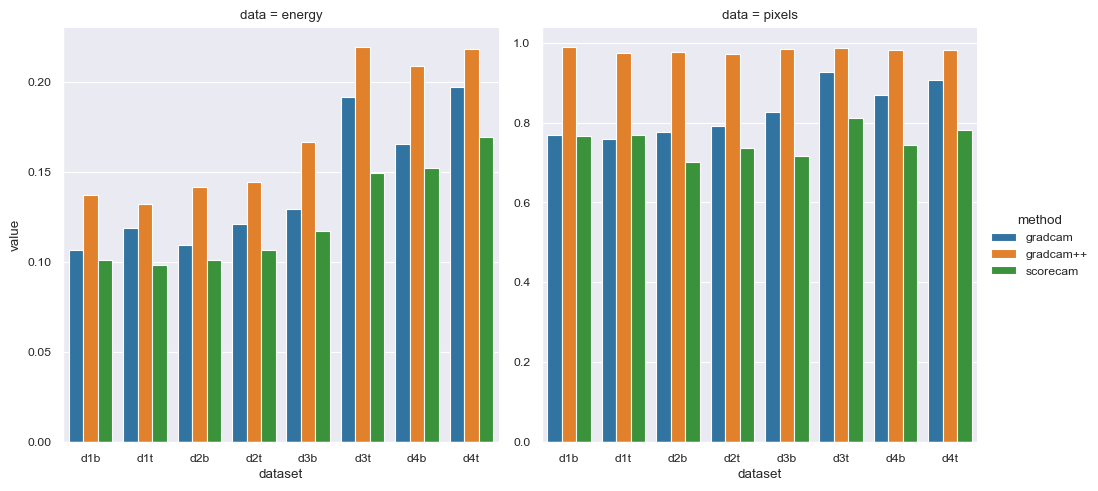 data = energy
data = pixels
value
0.20
0.15
0.10
0.05
0.00
d1b d1t d2b d2t d3b d3t d4b d4t
dataset
1.0
0.8
0.6
0.4
0.2
0.0
d1b d1t d2b d2t d3b d3t d4b d4t
dataset
method
gradcam
gradcam++
scorecam